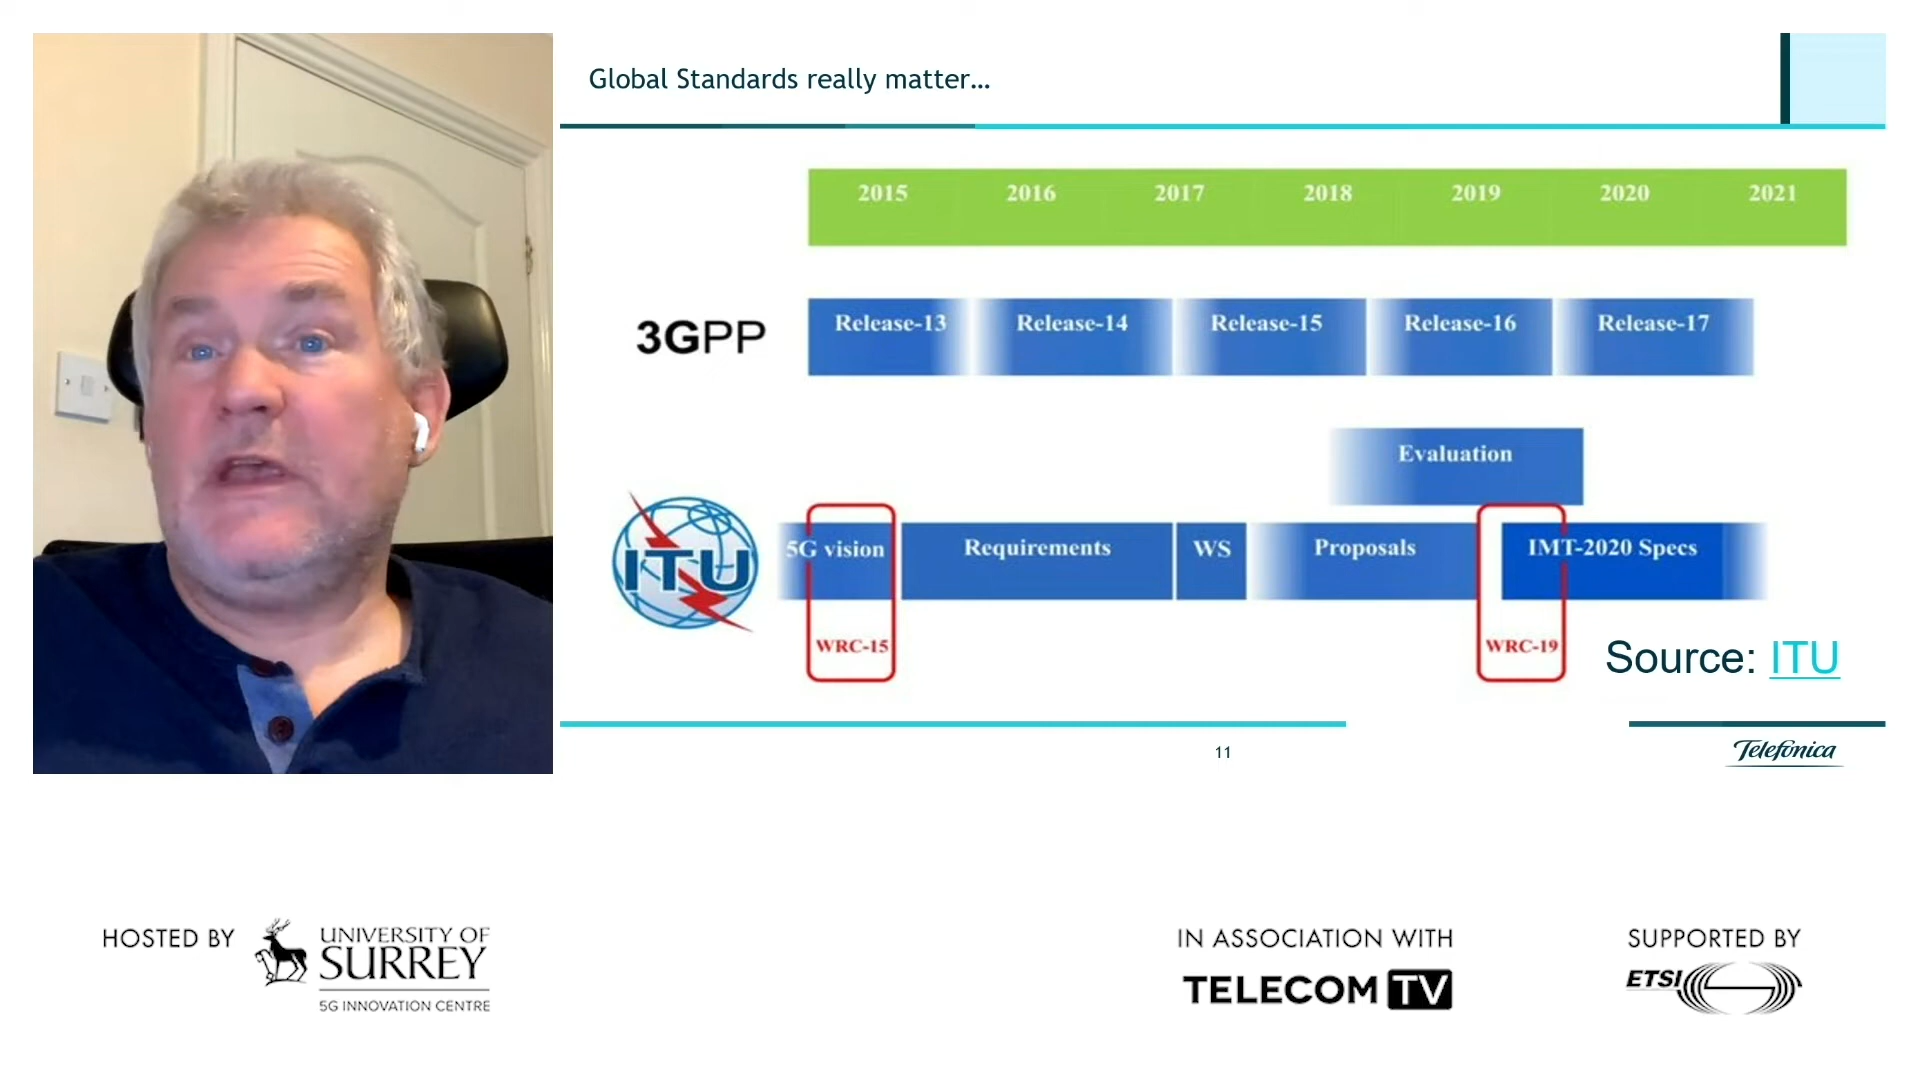 Global Standards really matter...
2015 2016 2017 2018 2019 2020 2021
3GPP
Release-13 Release-14 Release-15 Release-16 Release-17
Evaluation
ITU
5G vision Requirements WS Proposals IMT-2020 Specs
WRC-15 WRC-19
Source: ITU
11
Telefónica
HOSTED BY
UNIVERSITY OF
SURREY
5G INNOVATION CENTRE
IN ASSOCIATION WITH
TELECOM TV
SUPPORTED BY
ETSI